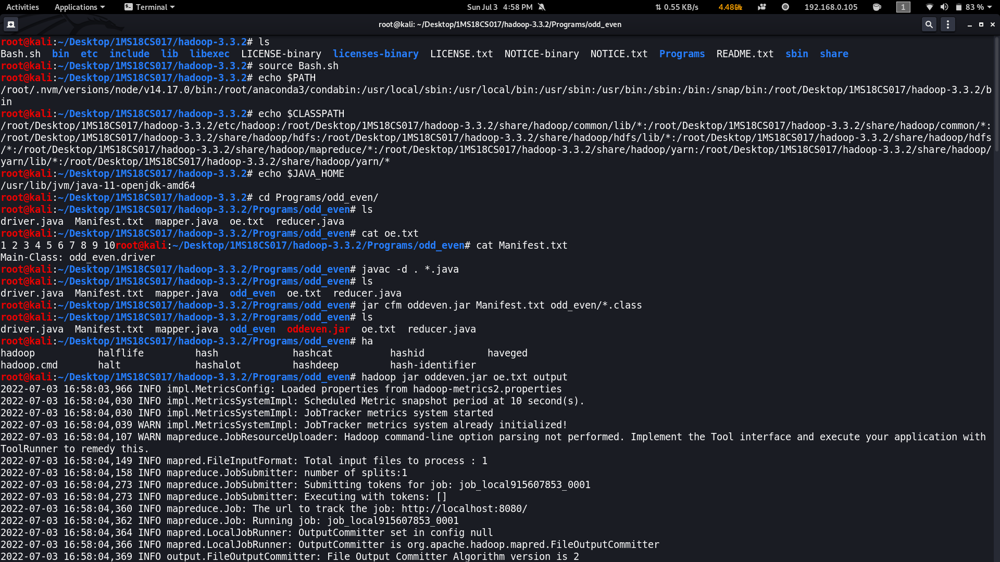 Activities Applications Terminal Sun Jul 3 4:58 PM 0.55 KB/s 4.48GHz 192.168.0.105 1 83 %
root@kali: ~/Desktop/1MS18CS017/hadoop-3.3.2/Programs/odd_even
root@kali:~/Desktop/1MS18CS017/hadoop-3.3.2# ls
Bash.sh bin etc include lib libexec LICENSE-binary licenses-binary LICENSE.txt NOTICE-binary NOTICE.txt Programs README.txt sbin share
root@kali:~/Desktop/1MS18CS017/hadoop-3.3.2# source Bash.sh
root@kali:~/Desktop/1MS18CS017/hadoop-3.3.2# echo $PATH
/root/.nvm/versions/node/v14.17.0/bin:/root/anaconda3/condabin:/usr/local/sbin:/usr/local/bin:/usr/sbin:/usr/bin:/sbin:/bin:/snap/bin:/root/Desktop/1MS18CS017/hadoop-3.3.2/b
in
root@kali:~/Desktop/1MS18CS017/hadoop-3.3.2# echo $CLASSPATH
/root/Desktop/1MS18CS017/hadoop-3.3.2/etc/hadoop:/root/Desktop/1MS18CS017/hadoop-3.3.2/share/hadoop/common/lib/*:/root/Desktop/1MS18CS017/hadoop-3.3.2/share/hadoop/common/*:
/root/Desktop/1MS18CS017/hadoop-3.3.2/share/hadoop/hdfs:/root/Desktop/1MS18CS017/hadoop-3.3.2/share/hadoop/hdfs/lib/*:/root/Desktop/1MS18CS017/hadoop-3.3.2/share/hadoop/hdfs
/*:/root/Desktop/1MS18CS017/hadoop-3.3.2/share/hadoop/mapreduce/*:/root/Desktop/1MS18CS017/hadoop-3.3.2/share/hadoop/yarn:/root/Desktop/1MS18CS017/hadoop-3.3.2/share/hadoop/
yarn/lib/*:/root/Desktop/1MS18CS017/hadoop-3.3.2/share/hadoop/yarn/*
root@kali:~/Desktop/1MS18CS017/hadoop-3.3.2# echo $JAVA_HOME
/usr/lib/jvm/java-11-openjdk-amd64
root@kali:~/Desktop/1MS18CS017/hadoop-3.3.2# cd Programs/odd_even/
root@kali:~/Desktop/1MS18CS017/hadoop-3.3.2/Programs/odd_even# ls
driver.java Manifest.txt mapper.java oe.txt reducer.java
root@kali:~/Desktop/1MS18CS017/hadoop-3.3.2/Programs/odd_even# cat oe.txt
1 2 3 4 5 6 7 8 9 10root@kali:~/Desktop/1MS18CS017/hadoop-3.3.2/Programs/odd_even# cat Manifest.txt
Main-Class: odd_even.driver
root@kali:~/Desktop/1MS18CS017/hadoop-3.3.2/Programs/odd_even# javac -d . *.java
root@kali:~/Desktop/1MS18CS017/hadoop-3.3.2/Programs/odd_even# ls
driver.java Manifest.txt mapper.java odd_even oe.txt reducer.java
root@kali:~/Desktop/1MS18CS017/hadoop-3.3.2/Programs/odd_even# jar cfm oddeven.jar Manifest.txt odd_even/*.class
root@kali:~/Desktop/1MS18CS017/hadoop-3.3.2/Programs/odd_even# ls
driver.java Manifest.txt mapper.java odd_even oddeven.jar oe.txt reducer.java
root@kali:~/Desktop/1MS18CS017/hadoop-3.3.2/Programs/odd_even# ha
hadoop halflife hash hashcat hashid haveged
hadoop.cmd halt hashalot hashdeep hash-identifier
root@kali:~/Desktop/1MS18CS017/hadoop-3.3.2/Programs/odd_even# hadoop jar oddeven.jar oe.txt output
2022-07-03 16:58:03,966 INFO impl.MetricsConfig: Loaded properties from hadoop-metrics2.properties
2022-07-03 16:58:04,030 INFO impl.MetricsSystemImpl: Scheduled Metric snapshot period at 10 second(s).
2022-07-03 16:58:04,030 INFO impl.MetricsSystemImpl: JobTracker metrics system started
2022-07-03 16:58:04,039 WARN impl.MetricsSystemImpl: JobTracker metrics system already initialized!
2022-07-03 16:58:04,107 WARN mapreduce.JobResourceUploader: Hadoop command-line option parsing not performed. Implement the Tool interface and execute your application with
ToolRunner to remedy this.
2022-07-03 16:58:04,149 INFO mapred.FileInputFormat: Total input files to process : 1
2022-07-03 16:58:04,158 INFO mapreduce.JobSubmitter: number of splits:1
2022-07-03 16:58:04,273 INFO mapreduce.JobSubmitter: Submitting tokens for job: job_local915607853_0001
2022-07-03 16:58:04,273 INFO mapreduce.JobSubmitter: Executing with tokens: []
2022-07-03 16:58:04,360 INFO mapreduce.Job: The url to track the job: http://localhost:8080/
2022-07-03 16:58:04,362 INFO mapreduce.Job: Running job: job_local915607853_0001
2022-07-03 16:58:04,364 INFO mapred.LocalJobRunner: OutputCommitter set in config null
2022-07-03 16:58:04,366 INFO mapred.LocalJobRunner: OutputCommitter is org.apache.hadoop.mapred.FileOutputCommitter
2022-07-03 16:58:04,369 INFO output.FileOutputCommitter: File Output Committer Algorithm version is 2